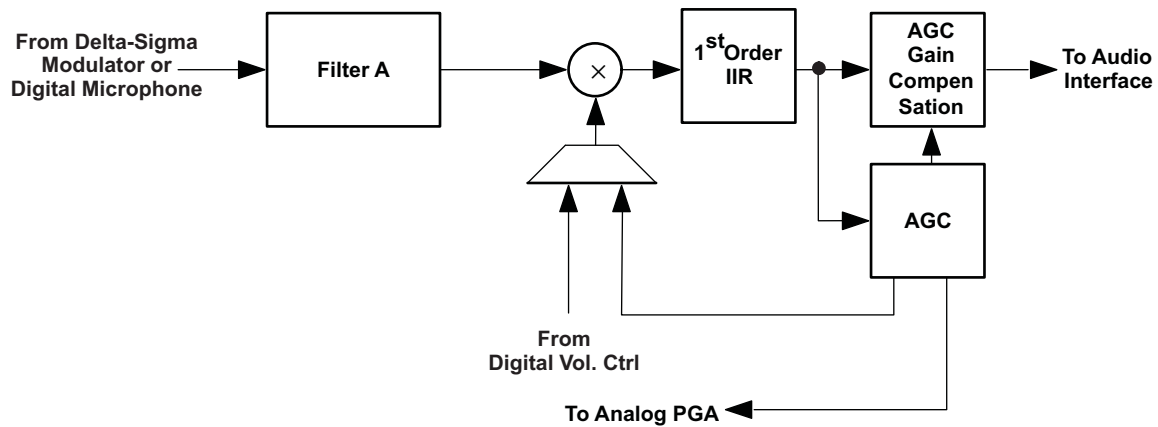 From Delta-Sigma
Modulator or
Digital Microphone
Filter A
×
1st Order
IIR
AGC
Gain
Compen
Sation
To Audio
Interface
AGC
From
Digital Vol. Ctrl
To Analog PGA